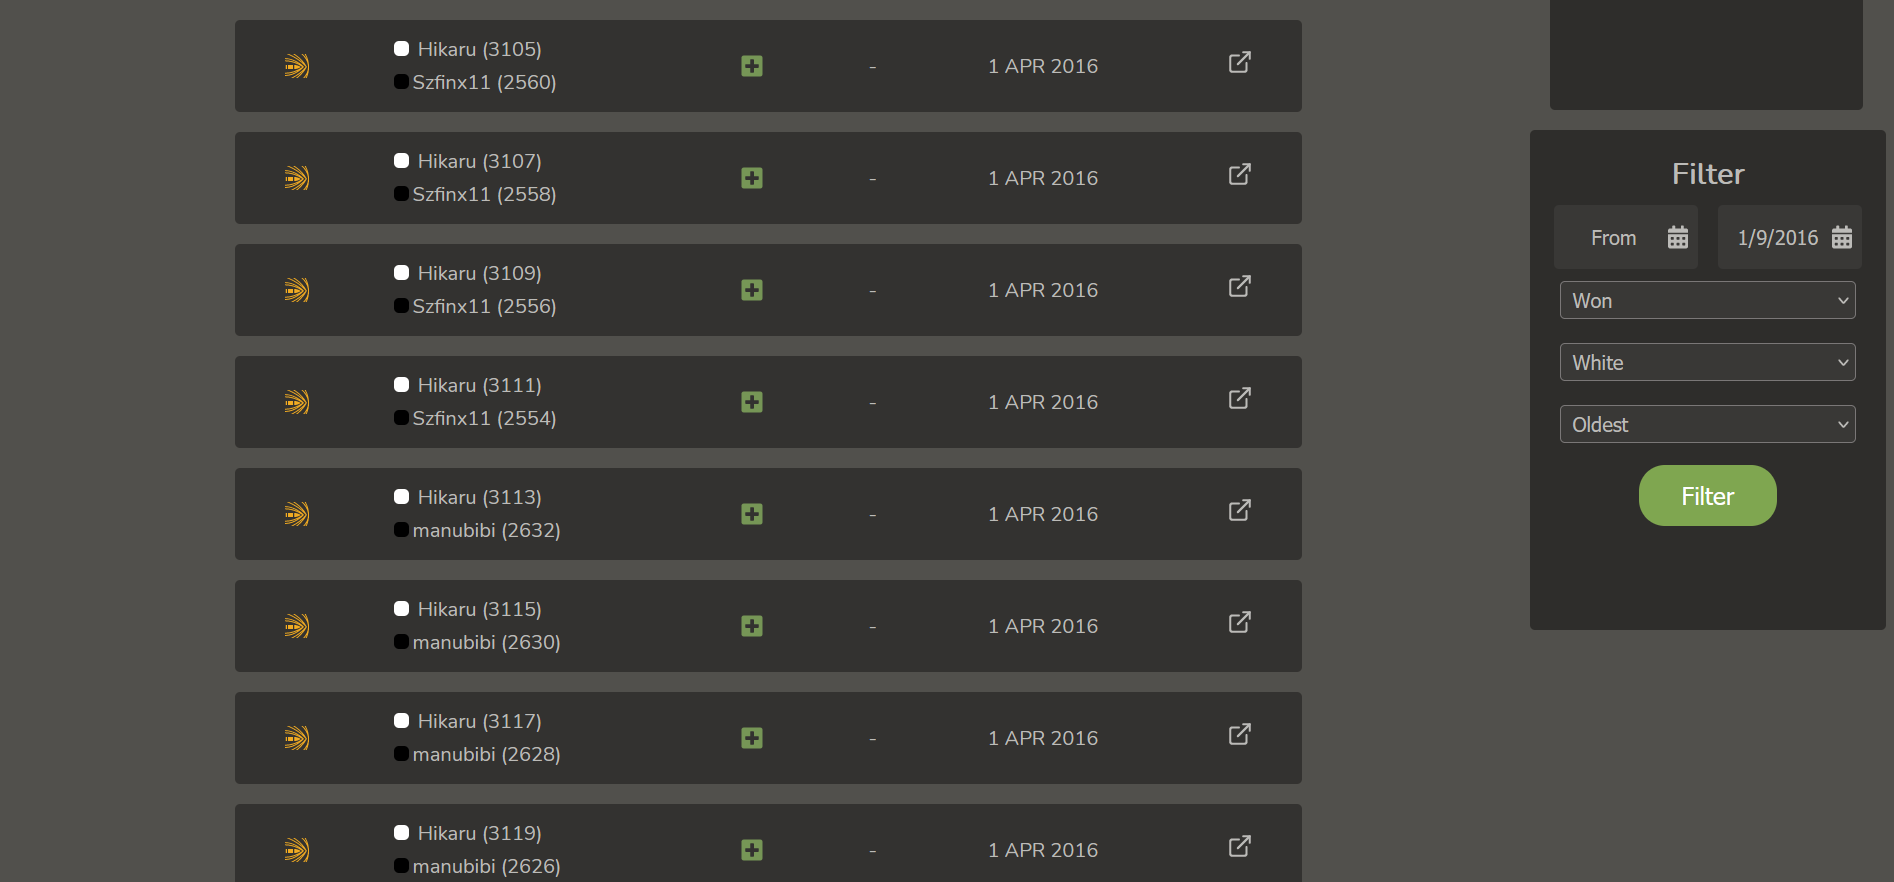 Hikaru (3105)
Szfinx11 (2560)
-
1 APR 2016
Hikaru (3107)
Szfinx11 (2558)
-
1 APR 2016
Hikaru (3109)
Szfinx11 (2556)
-
1 APR 2016
Hikaru (3111)
Szfinx11 (2554)
-
1 APR 2016
Hikaru (3113)
manubibi (2632)
-
1 APR 2016
Hikaru (3115)
manubibi (2630)
-
1 APR 2016
Hikaru (3117)
manubibi (2628)
-
1 APR 2016
Hikaru (3119)
manubibi (2626)
-
1 APR 2016
Filter
From
1/9/2016
Won
White
Oldest
Filter